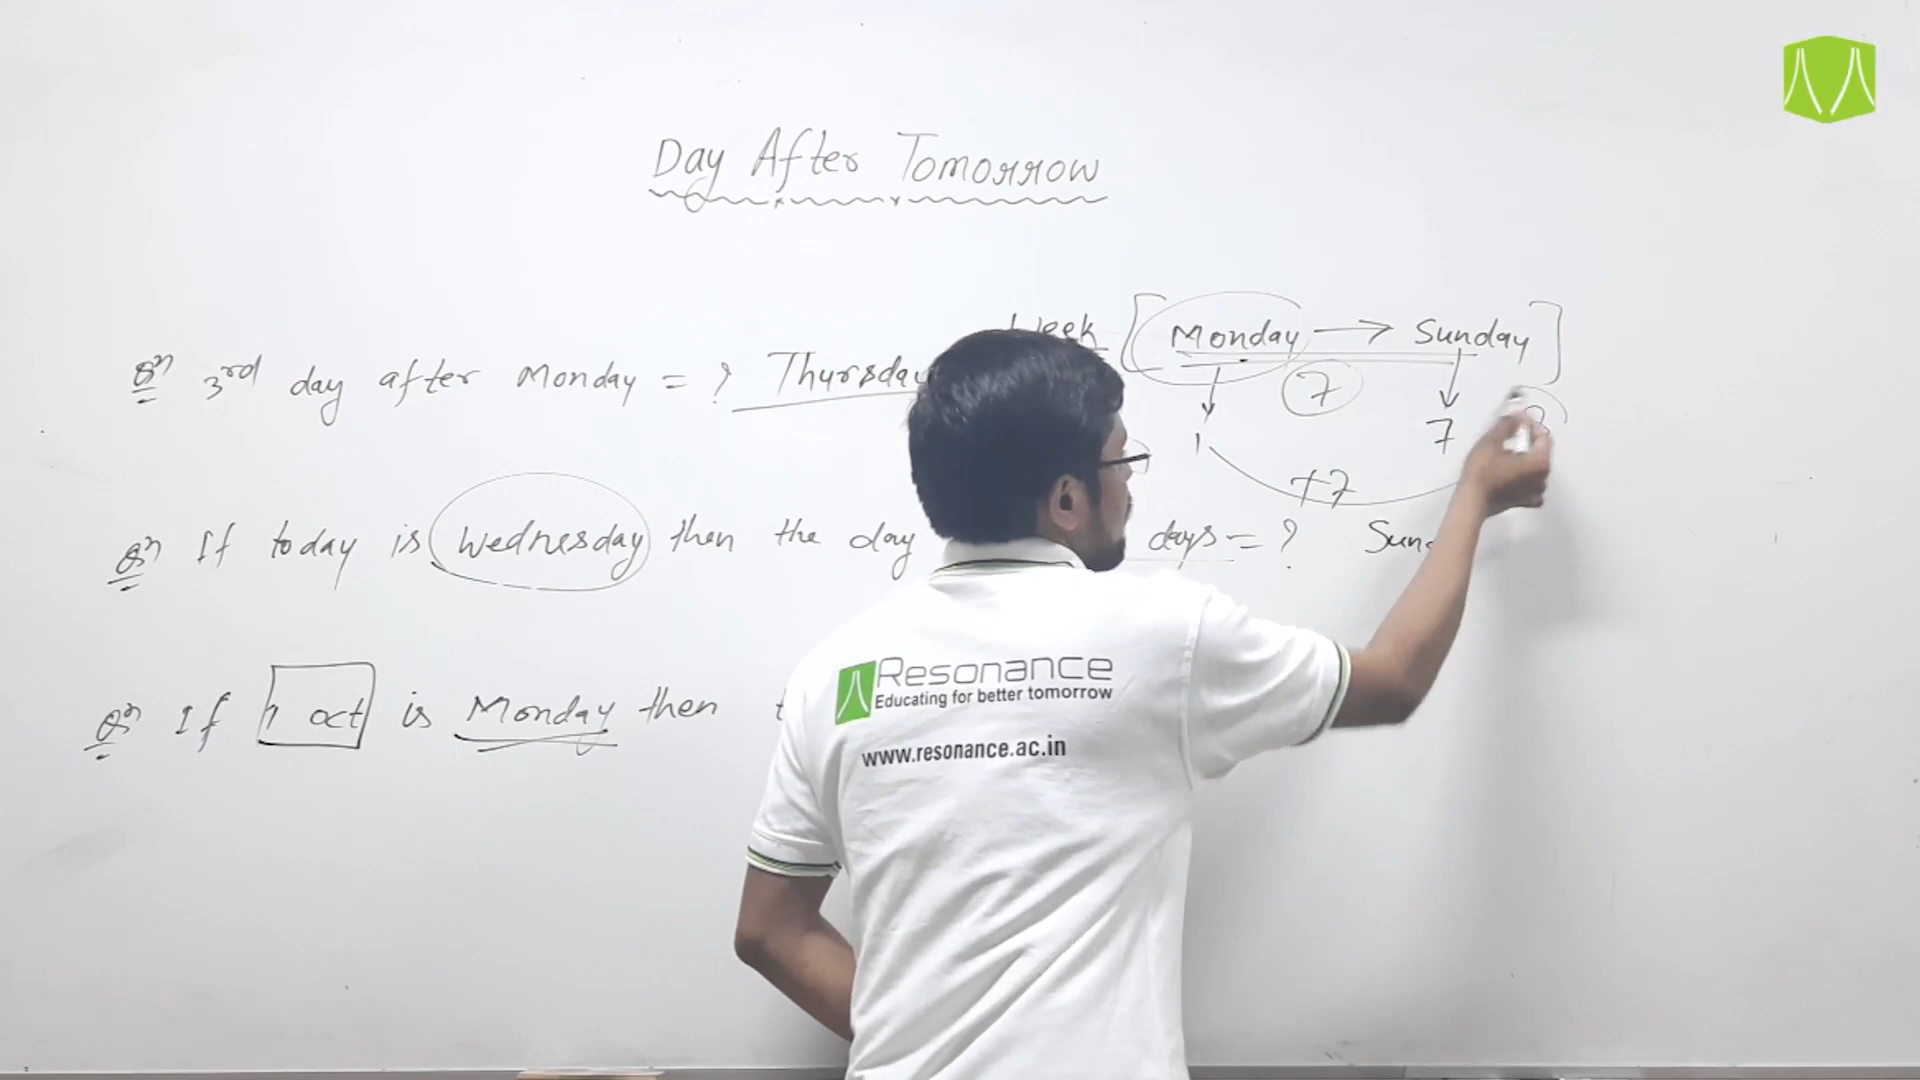 Day After Tomorrow
Week [Monday → Sunday]
Qn 3rd day after Monday = ? Thursday
7
1 7 8
+7
Qn If today is Wednesday then the day days = ?
Qn If 1 oct is Monday then
Resonance
Educating for better tomorrow
www.resonance.ac.in